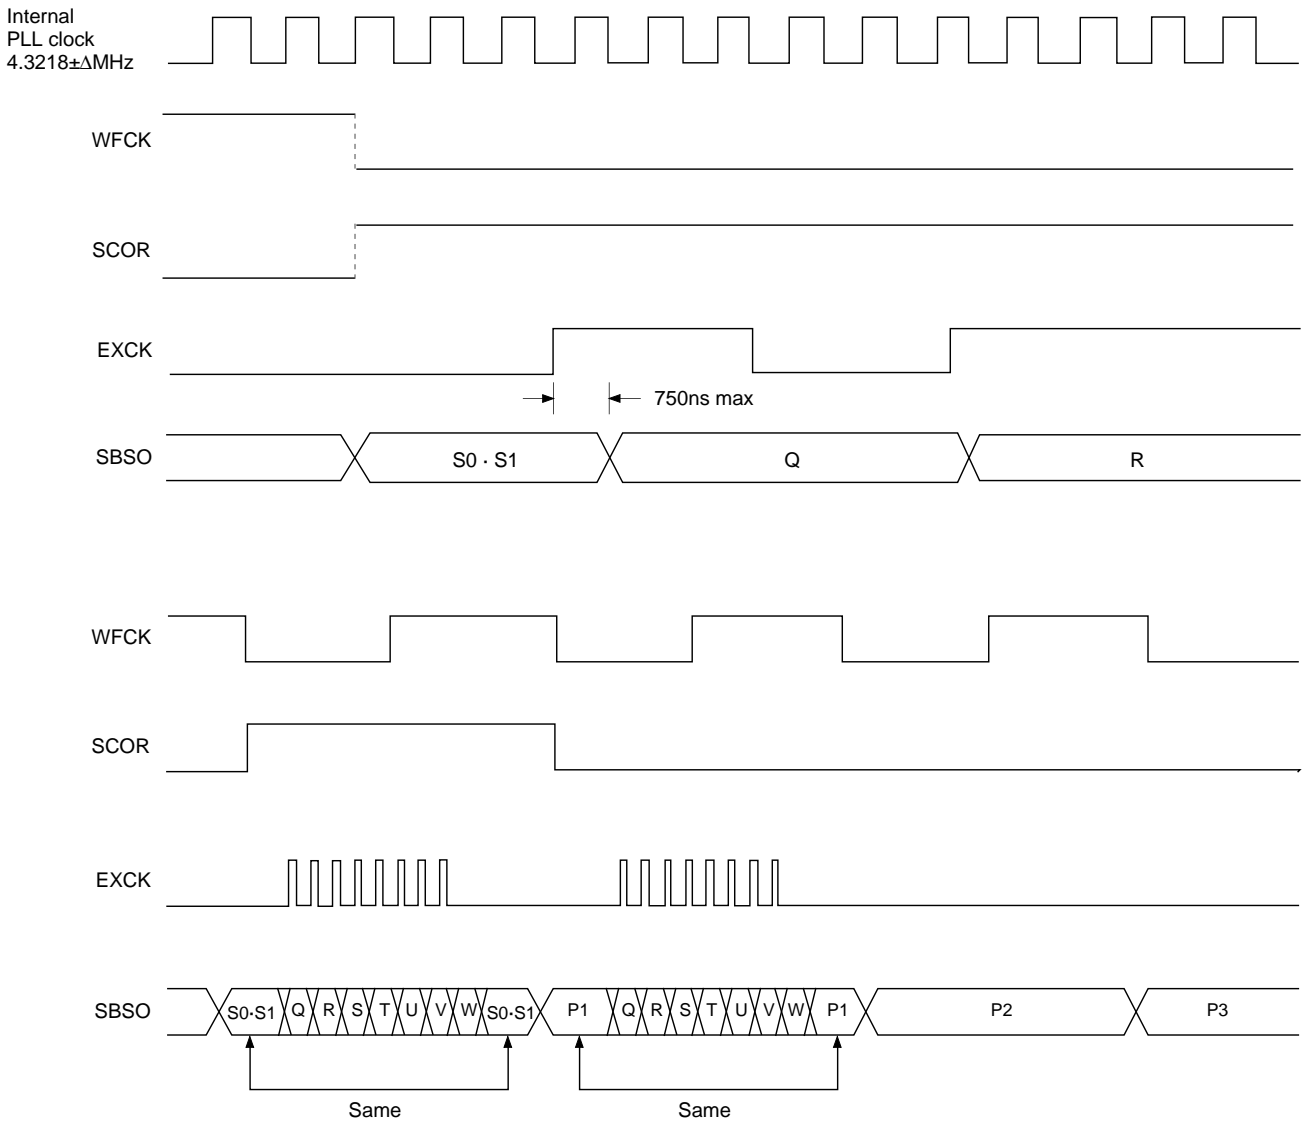 Internal
PLL clock
4.3218±ΔMHz
WFCK
SCOR
EXCK
750ns max
SBSO
S0 · S1
Q
R
WFCK
SCOR
EXCK
SBSO
S0·S1 Q R S T U V W S0·S1 P1 Q R S T U V W P1 P2 P3
Same
Same